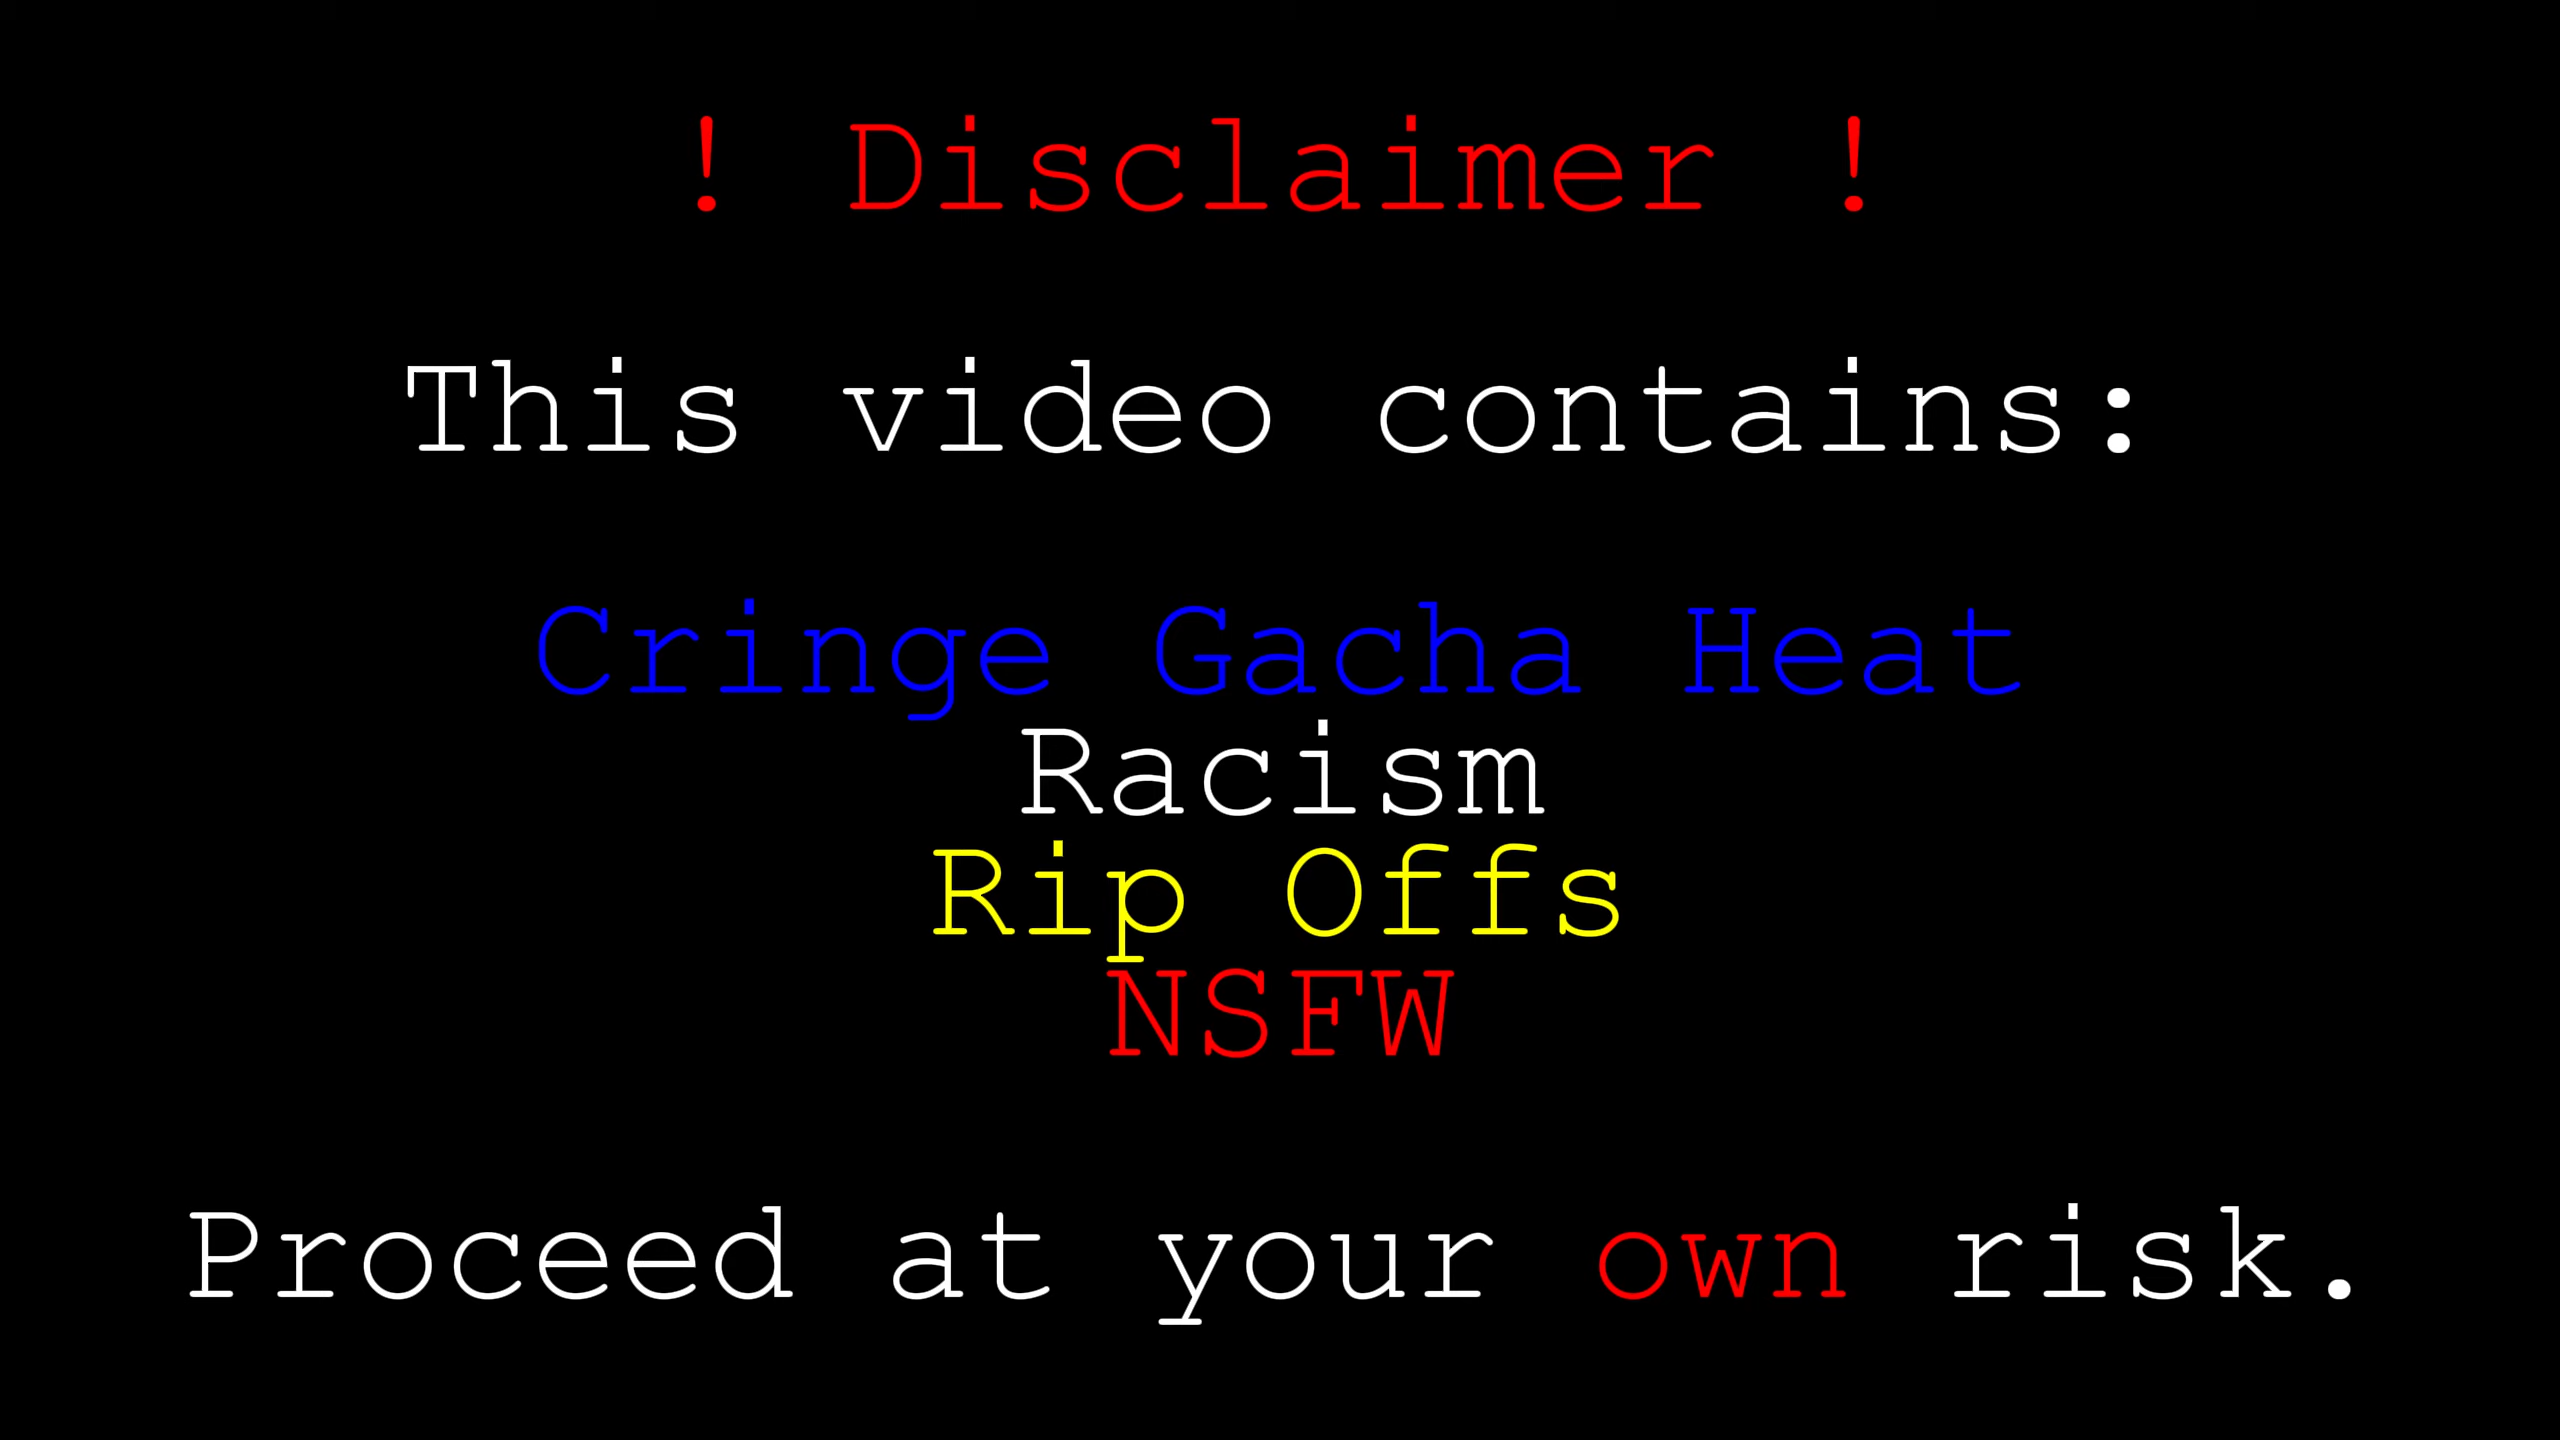 ! Disclaimer !
This video contains:
Cringe Gacha Heat
Racism
Rip Offs
NSFW
Proceed at your own risk.